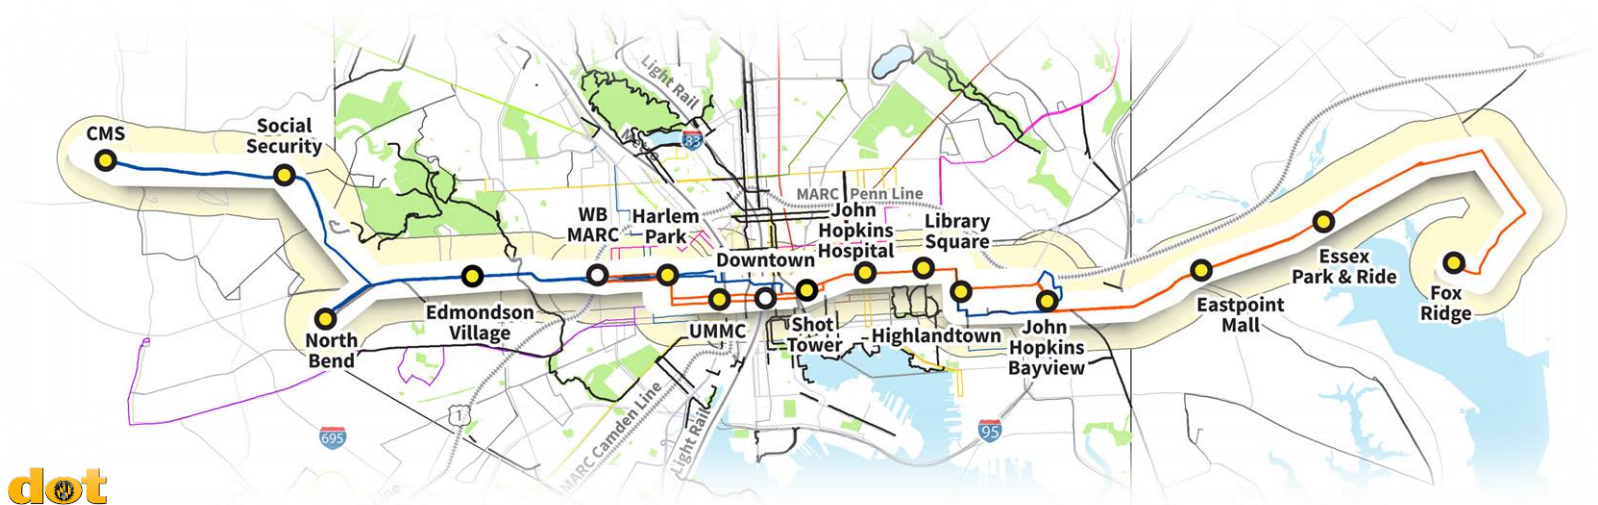 CMS
Social
Security
North
Bend
Edmondson
Village
WB
MARC
Harlem
Park
UMMC
Downtown
Shot
Tower
John
Hopkins
Hospital
Library
Square
Highlandtown
John
Hopkins
Bayview
Eastpoint
Mall
Essex
Park & Ride
Fox
Ridge
Light Rail
Metro
83
MARC Penn Line
MARC Camden Line
Light Rail
Line
1
695
95
dot